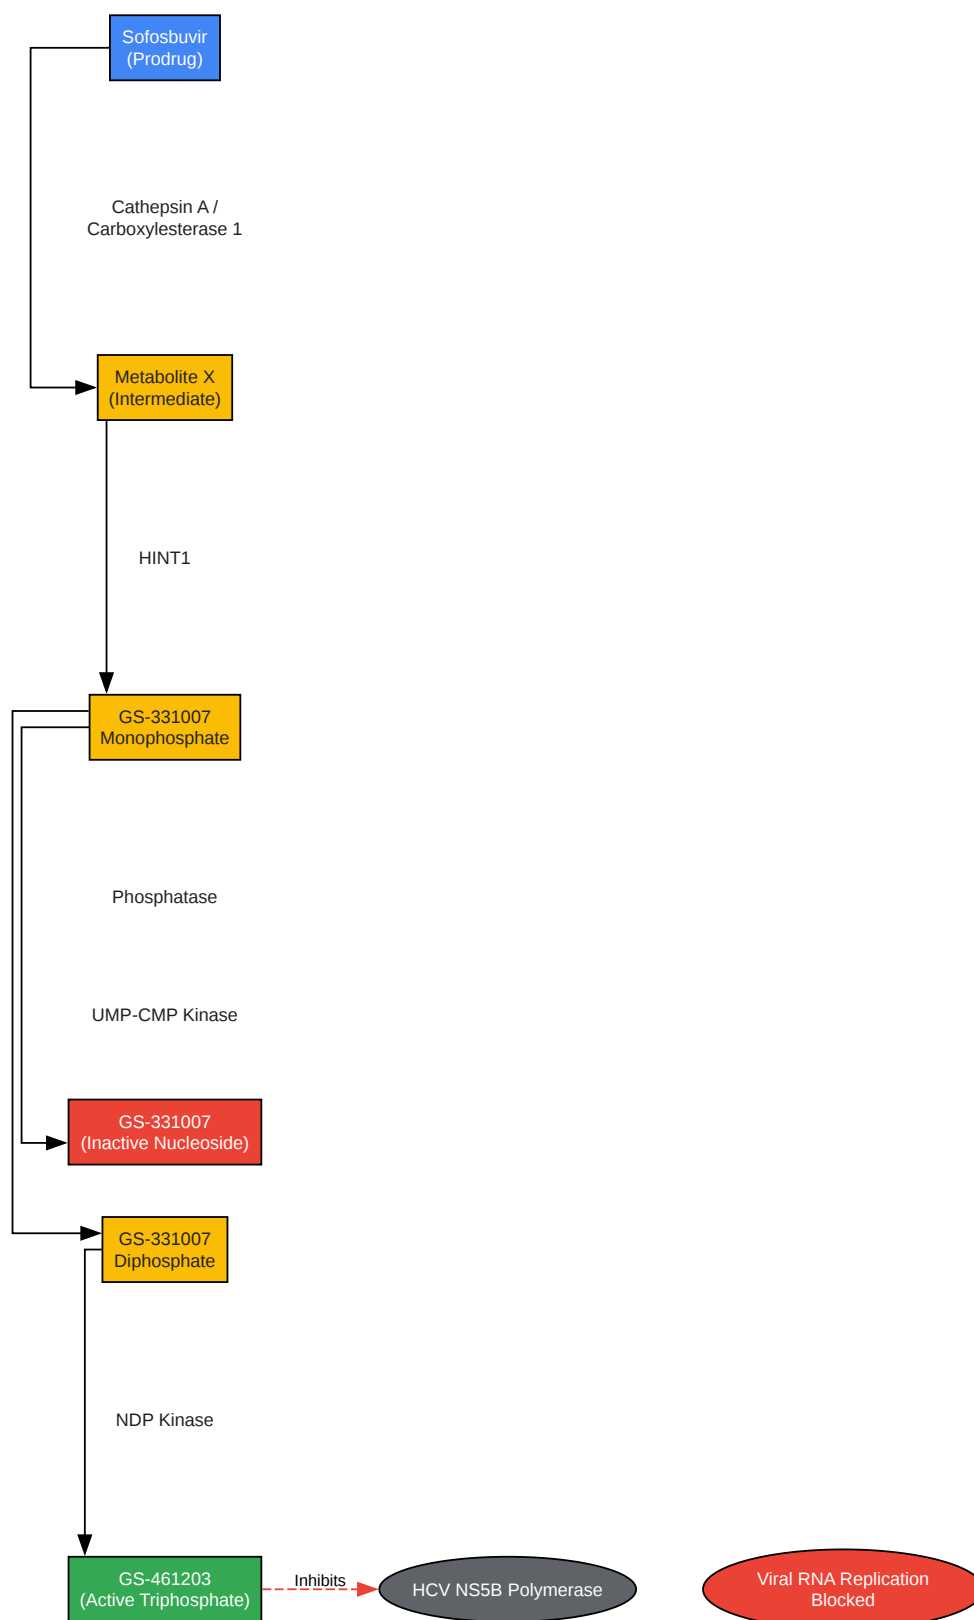 Sofosbuvir
(Prodrug)
Cathepsin A /
Carboxylesterase 1
Metabolite X
(Intermediate)
HINT1
GS-331007
Monophosphate
Phosphatase
UMP-CMP Kinase
GS-331007
(Inactive Nucleoside)
GS-331007
Diphosphate
NDP Kinase
GS-461203
(Active Triphosphate)
Inhibits
HCV NS5B Polymerase
Viral RNA Replication
Blocked